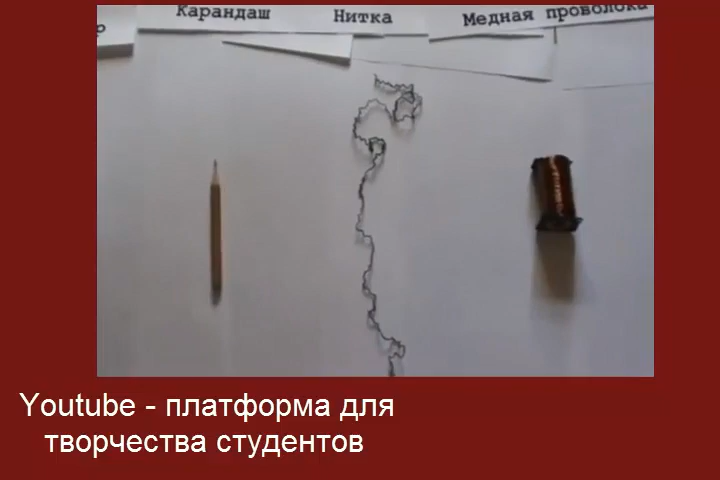 Карандаш
Нитка
Медная проволока
Youtube - платформа для
творчества студентов